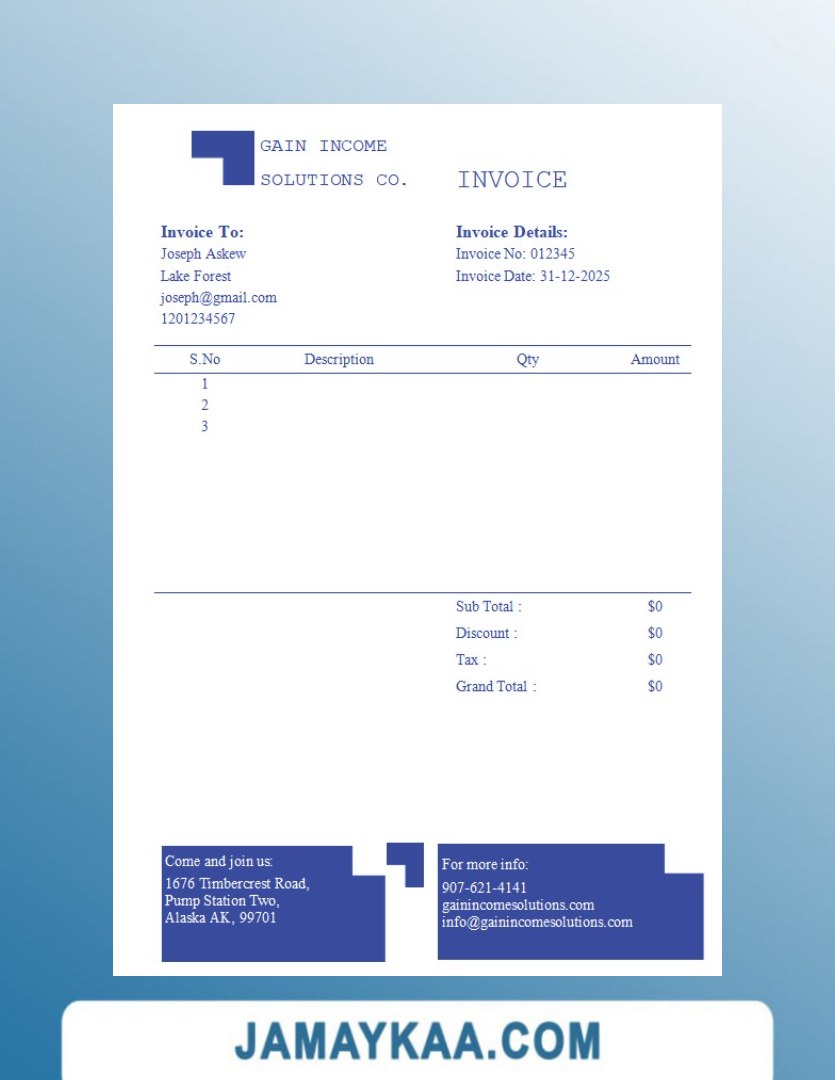 GAIN INCOME
SOLUTIONS CO.
INVOICE
Invoice To:
Joseph Askew
Lake Forest
joseph@gmail.com
1201234567
Invoice Details:
Invoice No: 012345
Invoice Date: 31-12-2025
S.No Description Qty Amount
1
2
3
Sub Total : $0
Discount : $0
Tax : $0
Grand Total : $0
Come and join us:
1676 Timbercrest Road,
Pump Station Two,
Alaska AK, 99701
For more info:
907-621-4141
gainincomesolutions.com
info@gainincomesolutions.com
JAMAYKAA.COM